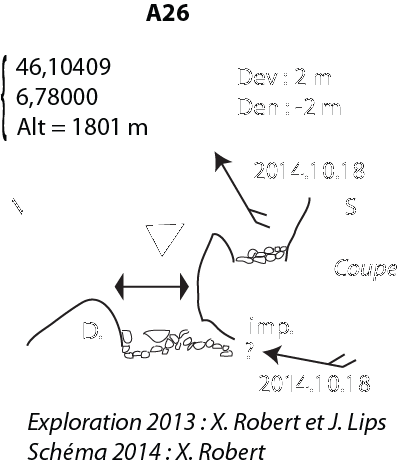 A26
46,10409
6,78000
Alt = 1801 m
Dev : 2 m
Den : -2 m
2014.10.18
S
Coupe
D.
imp.
?
2014.10.18
Exploration 2013 : X. Robert et J. Lips
Schéma 2014 : X. Robert